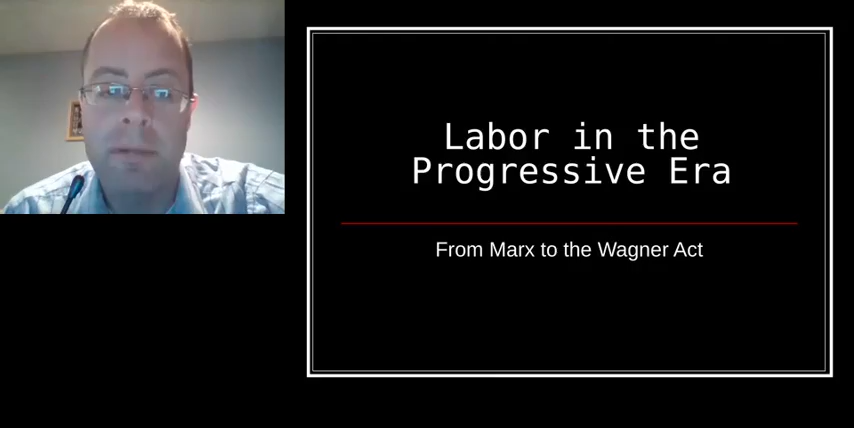 Labor in the
Progressive Era
From Marx to the Wagner Act